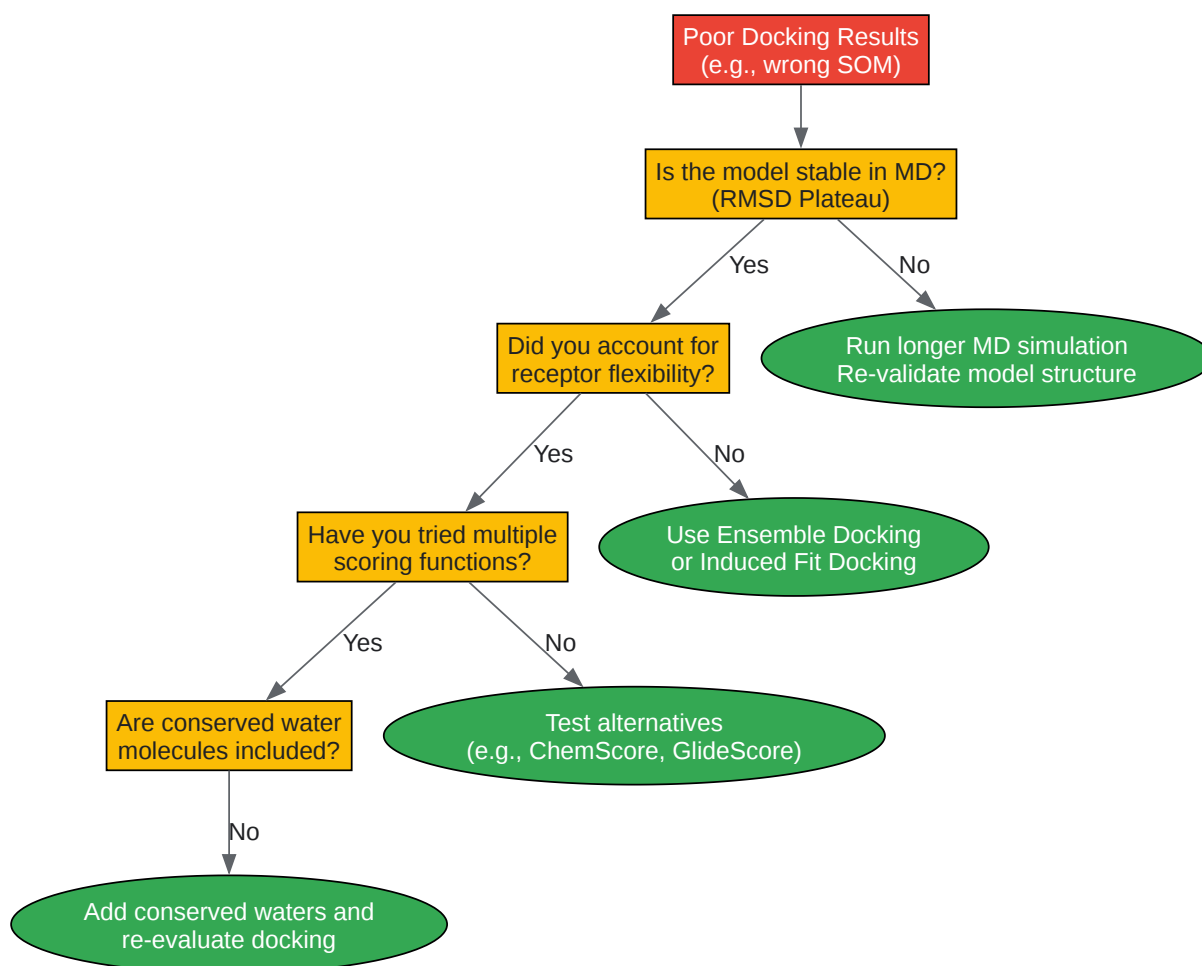 Poor Docking Results
(e.g., wrong SOM)
Is the model stable in MD?
(RMSD Plateau)
Yes
No
Did you account for
receptor flexibility?
Run longer MD simulation
Re-validate model structure
Yes
No
Have you tried multiple
scoring functions?
Use Ensemble Docking
or Induced Fit Docking
Yes
No
Are conserved water
molecules included?
Test alternatives
(e.g., ChemScore, GlideScore)
No
Add conserved waters and
re-evaluate docking